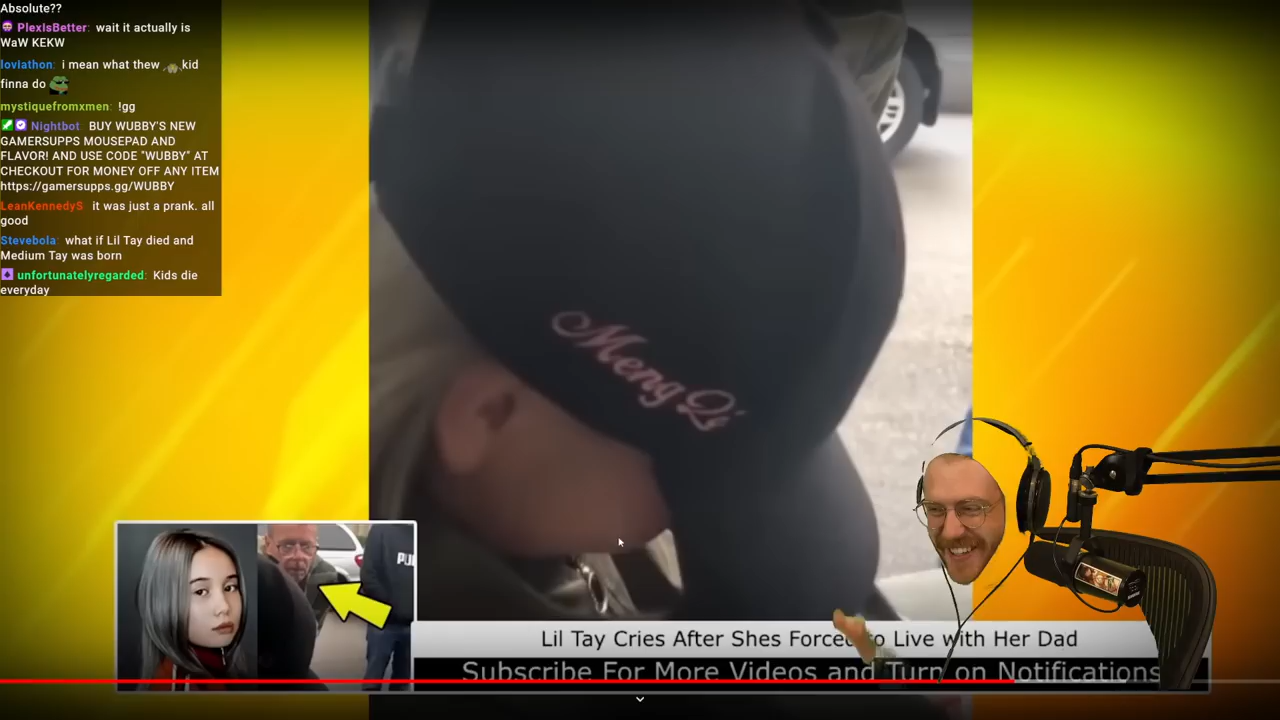 Absolute??
PlexIsBetter: wait it actually is
WaW KEKW
loviathon: i mean what thew kid
finna do
mystiquefromxmen: !gg
Nightbot BUY WUBBY'S NEW
GAMERSUPPS MOUSEPAD AND
FLAVOR! AND USE CODE "WUBBY" AT
CHECKOUT FOR MONEY OFF ANY ITEM
https://gamersupps.gg/WUBBY
LeanKennedyS it was just a prank. all
good
Stevebola: what if Lil Tay died and
Medium Tay was born
unfortunatelyregarded: Kids die
everyday
MengQi
Lil Tay Cries After Shes Forced to Live with Her Dad
Subscribe For More Videos and Turn on Notifications